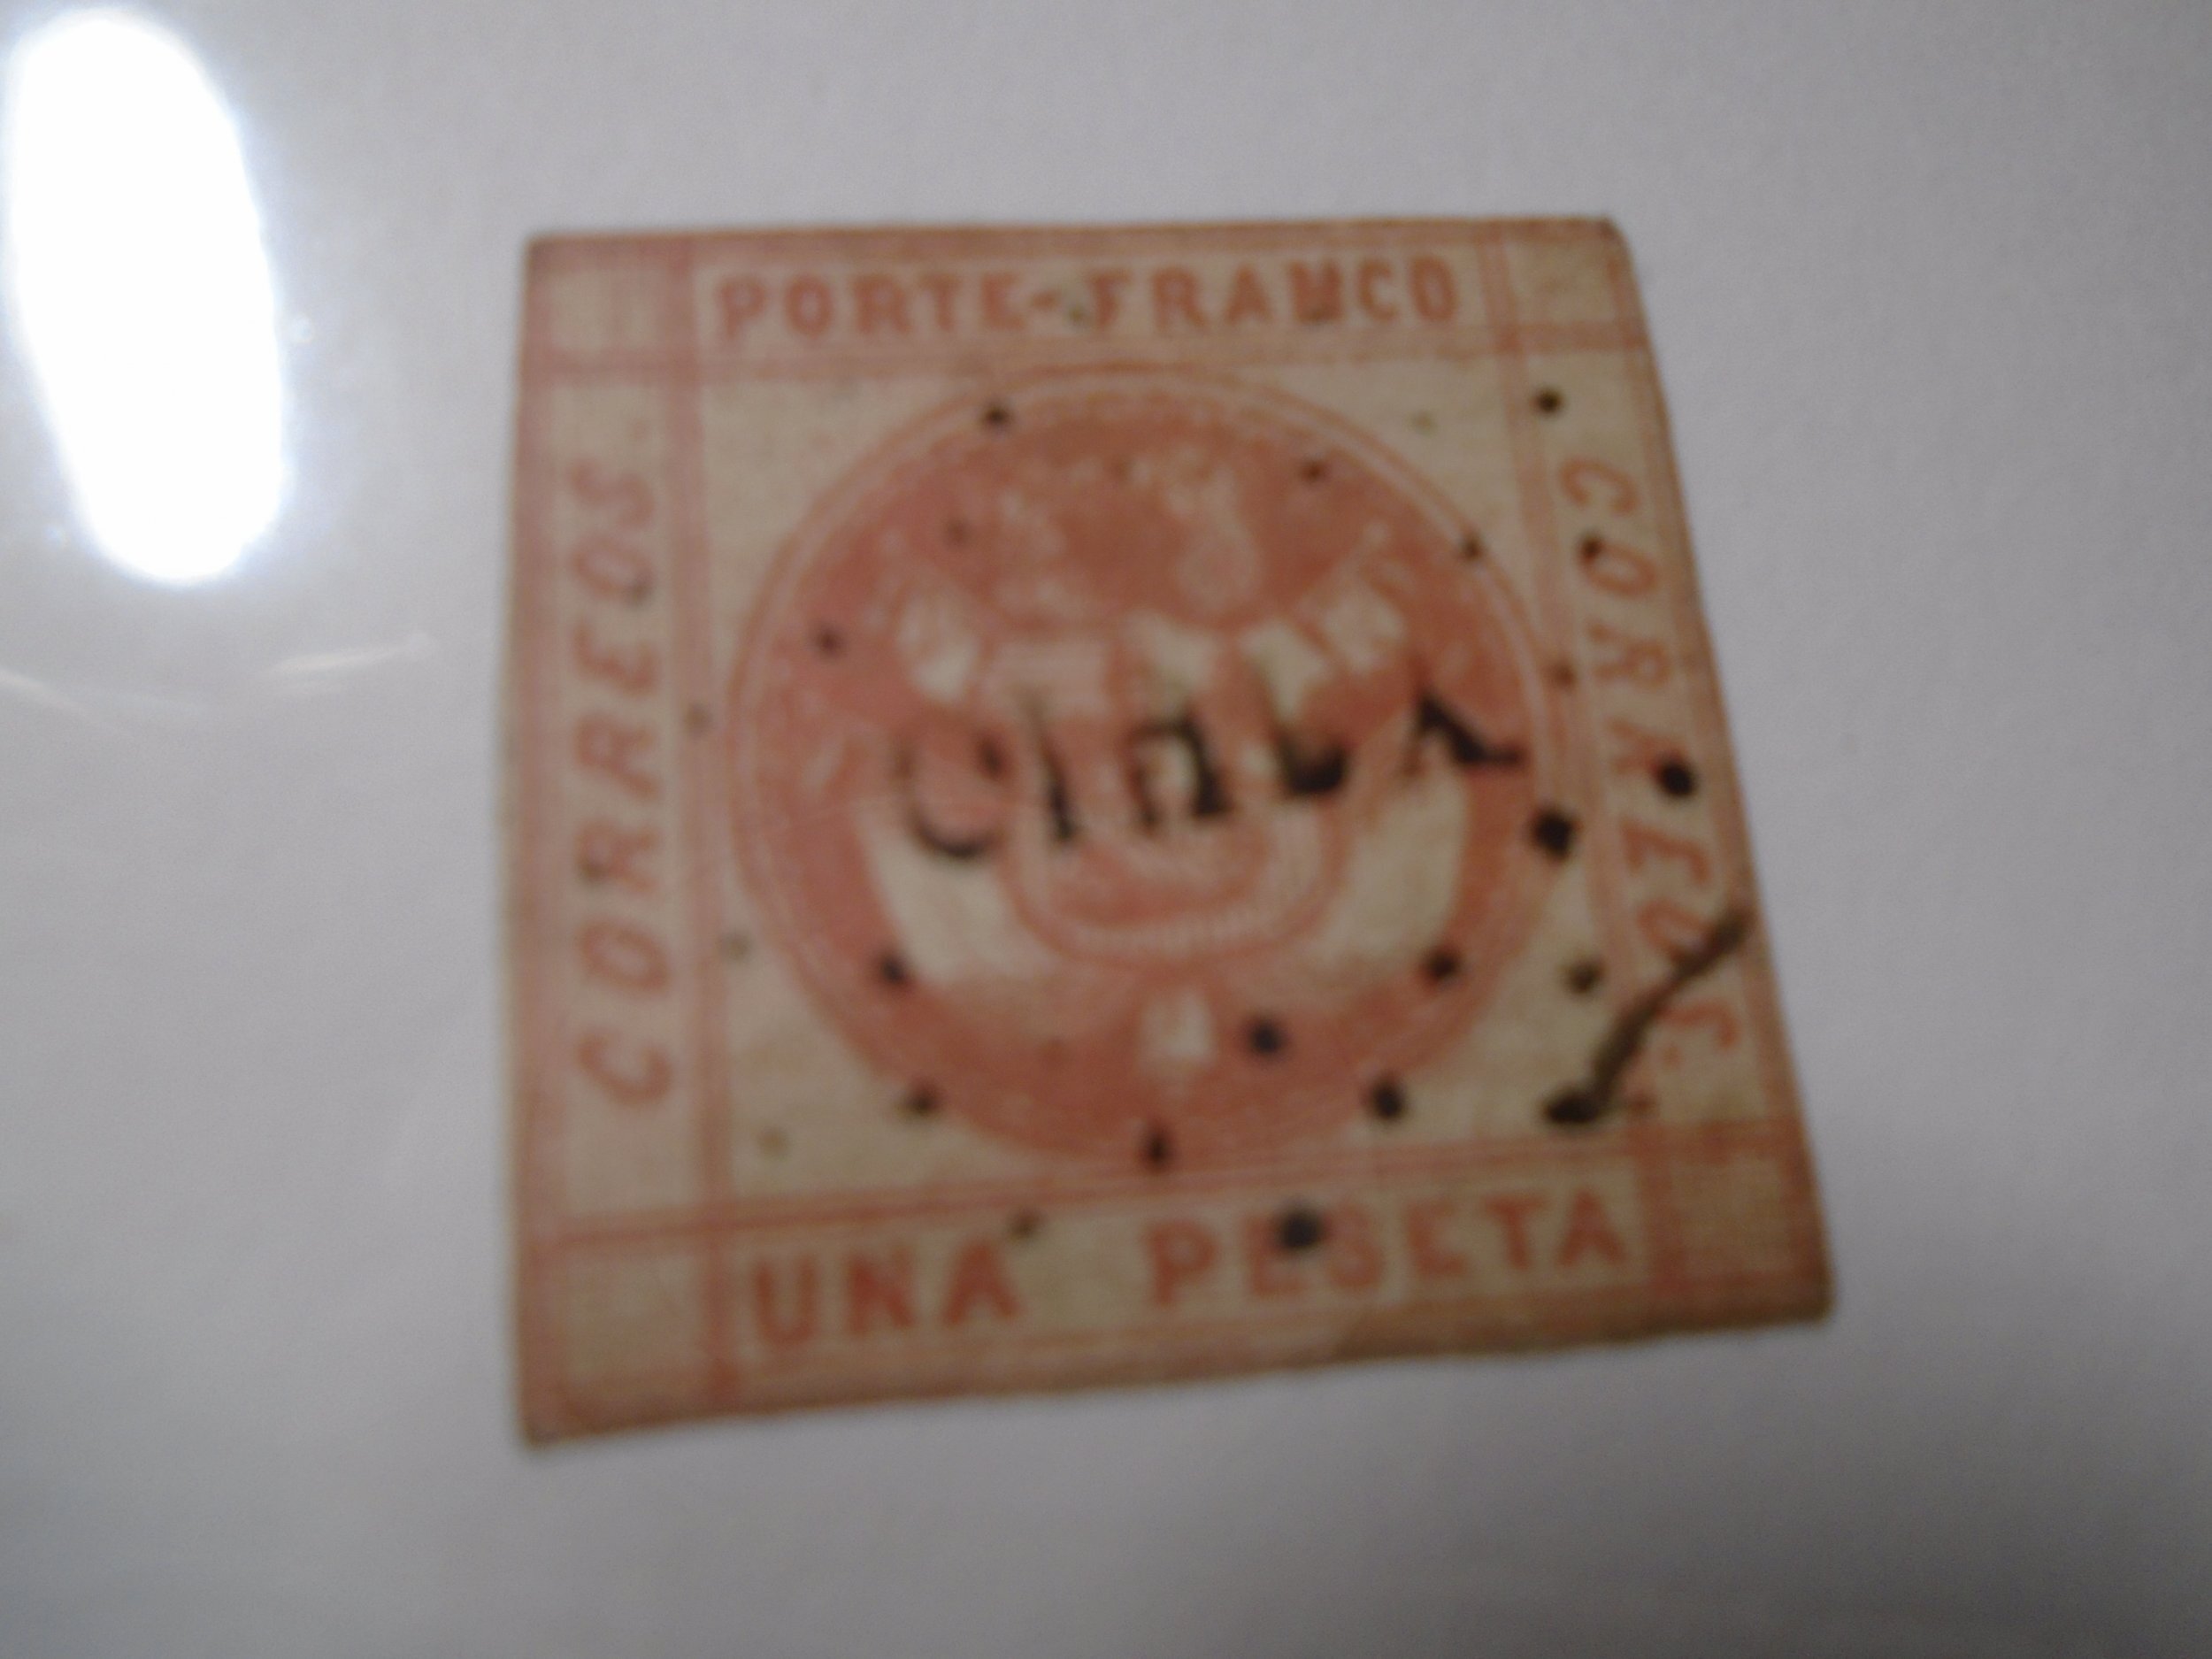 PORTE-FRANCO
CORREOS.
CORREOS.
UNA PESETA